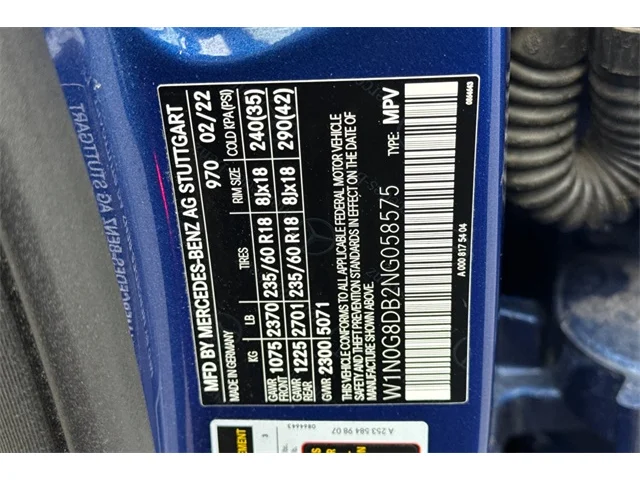 MFD BY MERCEDES-BENZ AG STUTTGART
MADE IN GERMANY 970 02/22
KG LB TIRES RIM SIZE COLD KPA (PSI)
GAWR FRONT 1075 2370 235/60 R18 8Jx18 240(35)
GAWR REAR 1225 2701 235/60 R18 8Jx18 290(42)
GVWR 2300 5071
THIS VEHICLE CONFORMS TO ALL APPLICABLE FEDERAL MOTOR VEHICLE
SAFETY AND THEFT PREVENTION STANDARDS IN EFFECT ON THE DATE OF
MANUFACTURE SHOWN ABOVE.
W1N0G8DB2NG058575 TYPE: MPV
A 000 817 54 04
A 253 584 98 07